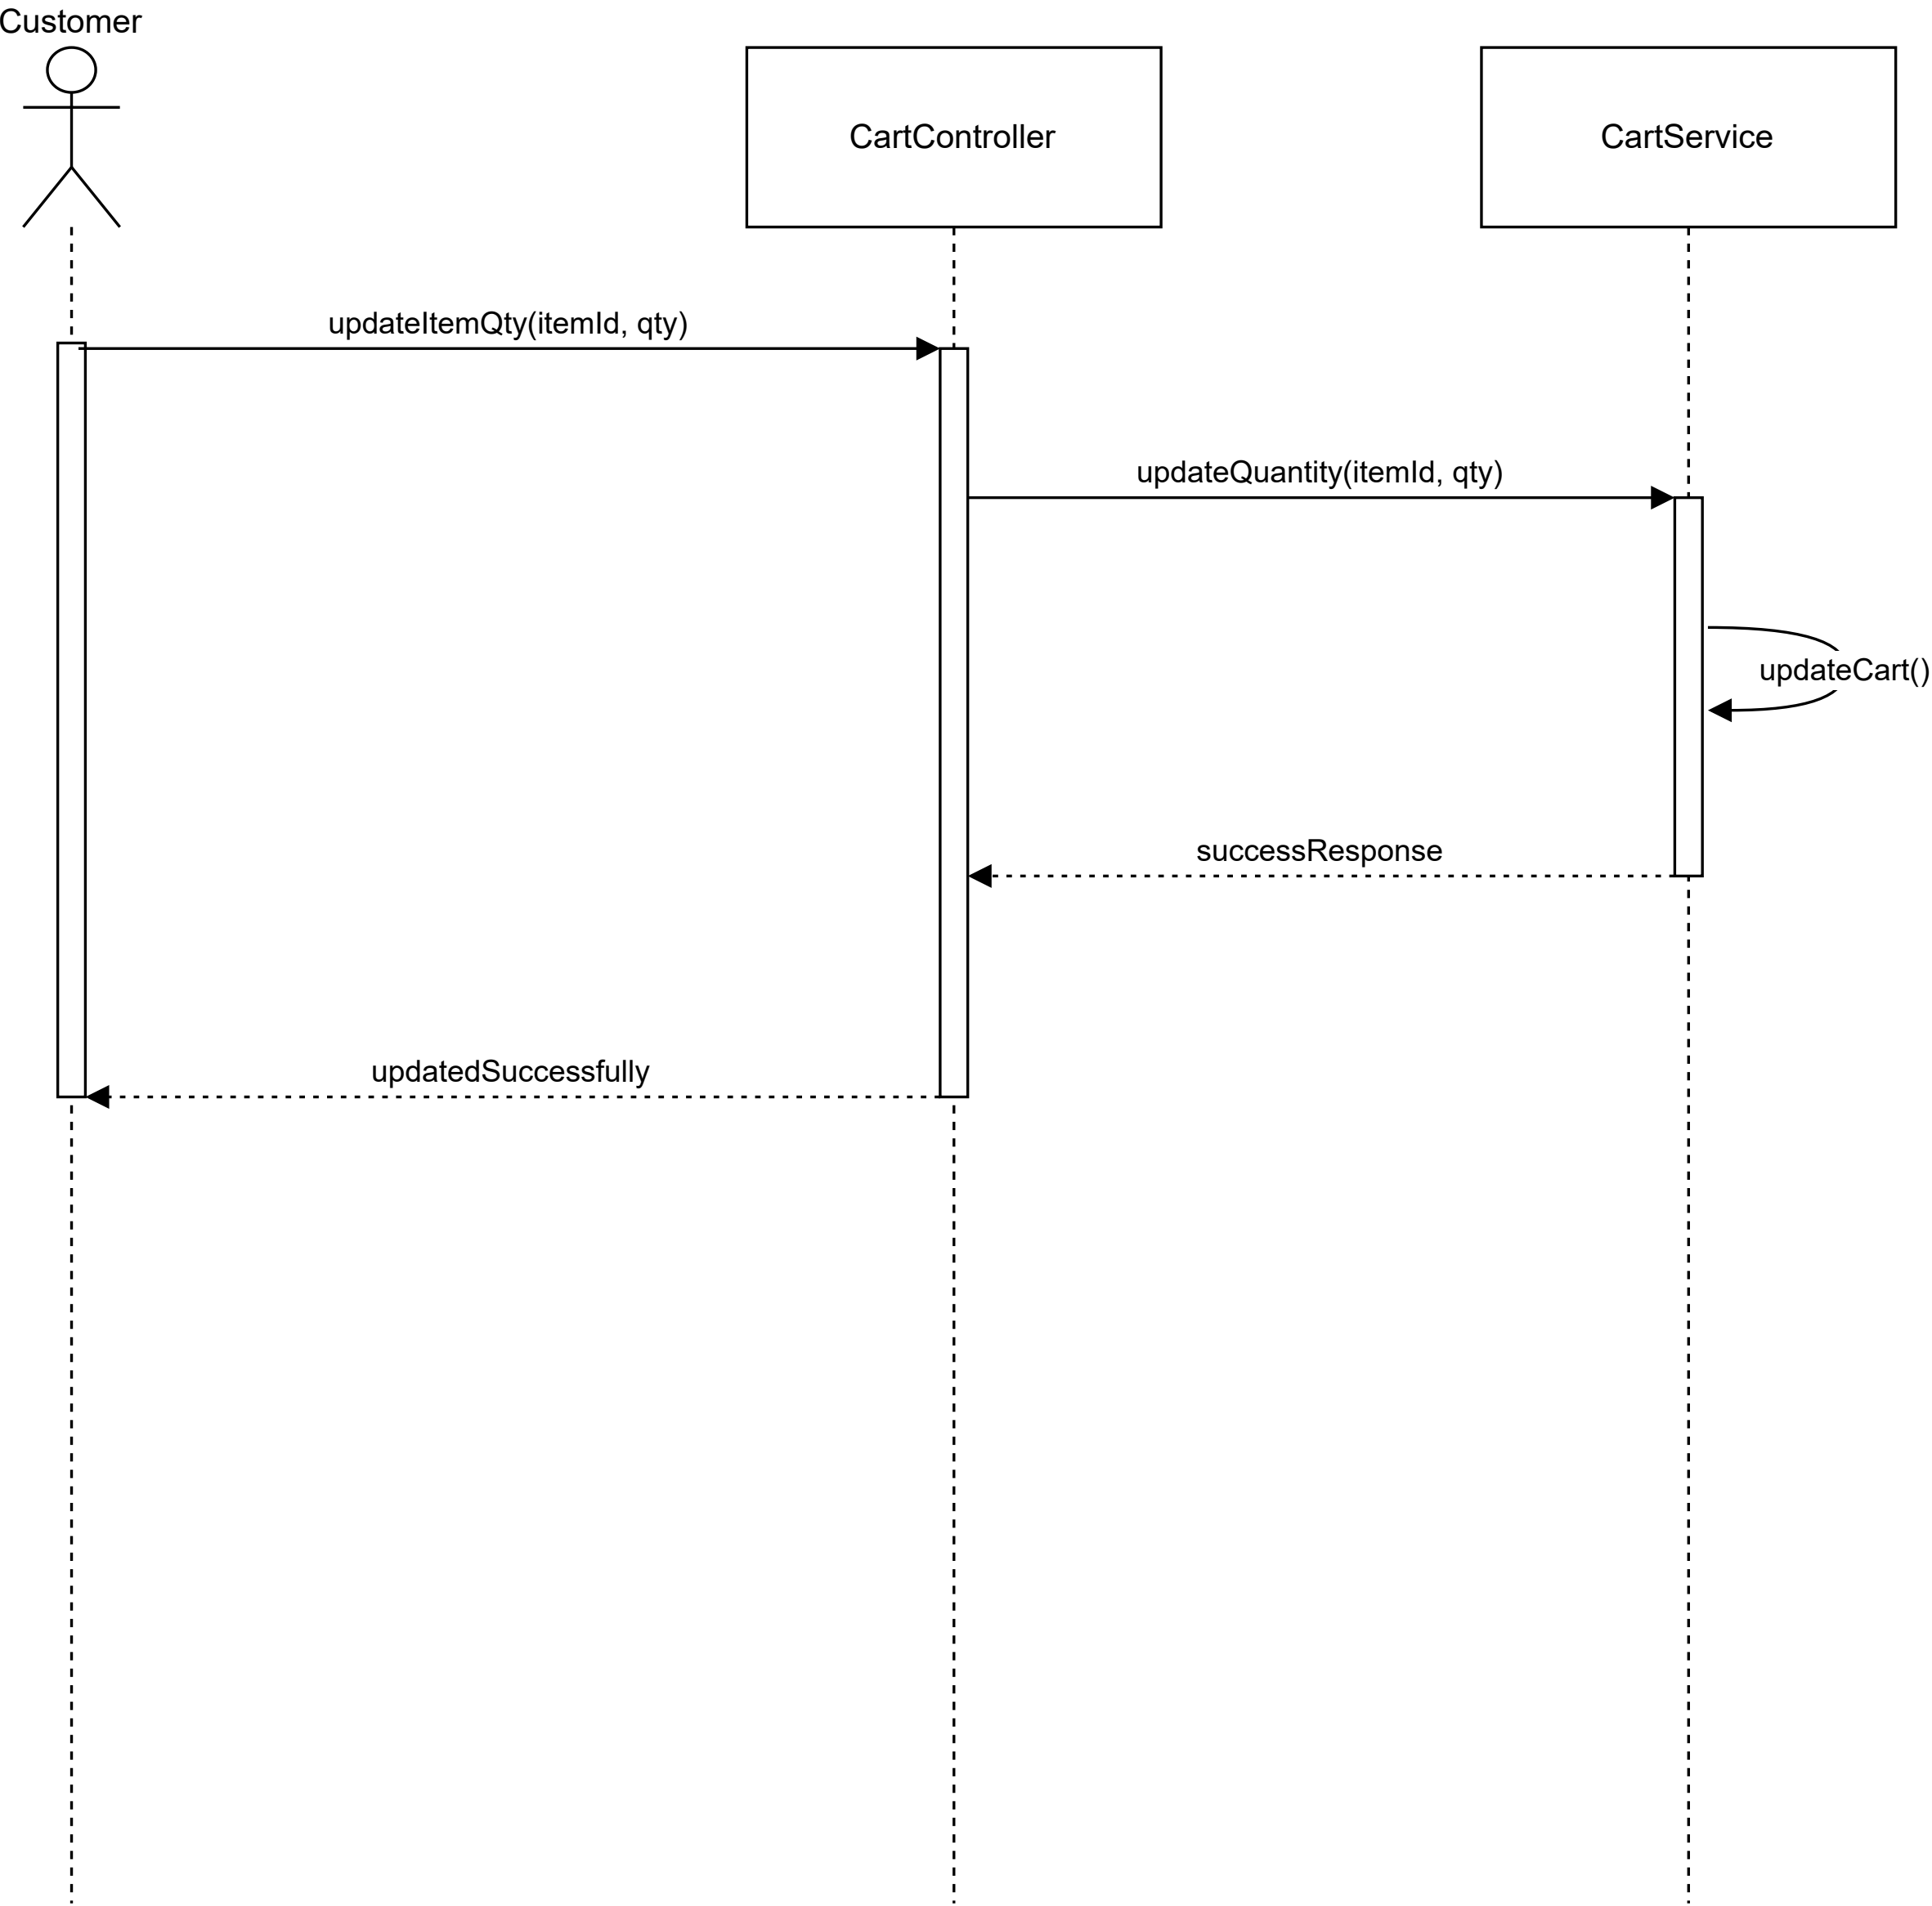 Customer
CartController
CartService
updateItemQty(itemId, qty)
updateQuantity(itemId, qty)
updateCart()
successResponse
updatedSuccessfully